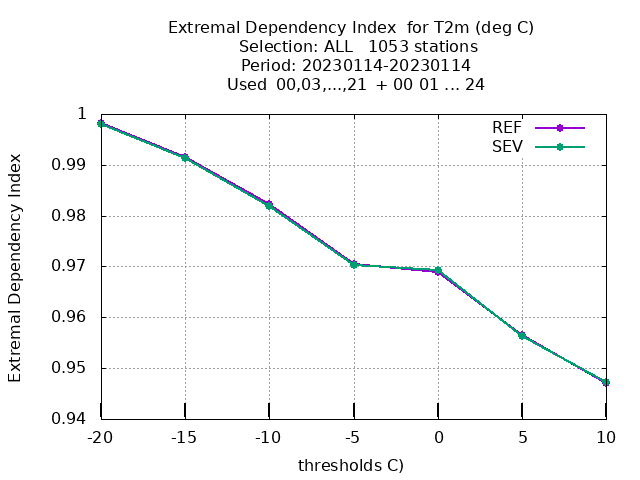 Extremal Dependency Index  for T2m (deg C)
Selection: ALL   1053 stations
Period: 20230114-20230114
Used  00,03,...,21  + 00 01 ... 24
REF
SEV
Extremal Dependency Index
1
0.99
0.98
0.97
0.96
0.95
0.94
-20 -15 -10 -5 0 5 10
thresholds C)